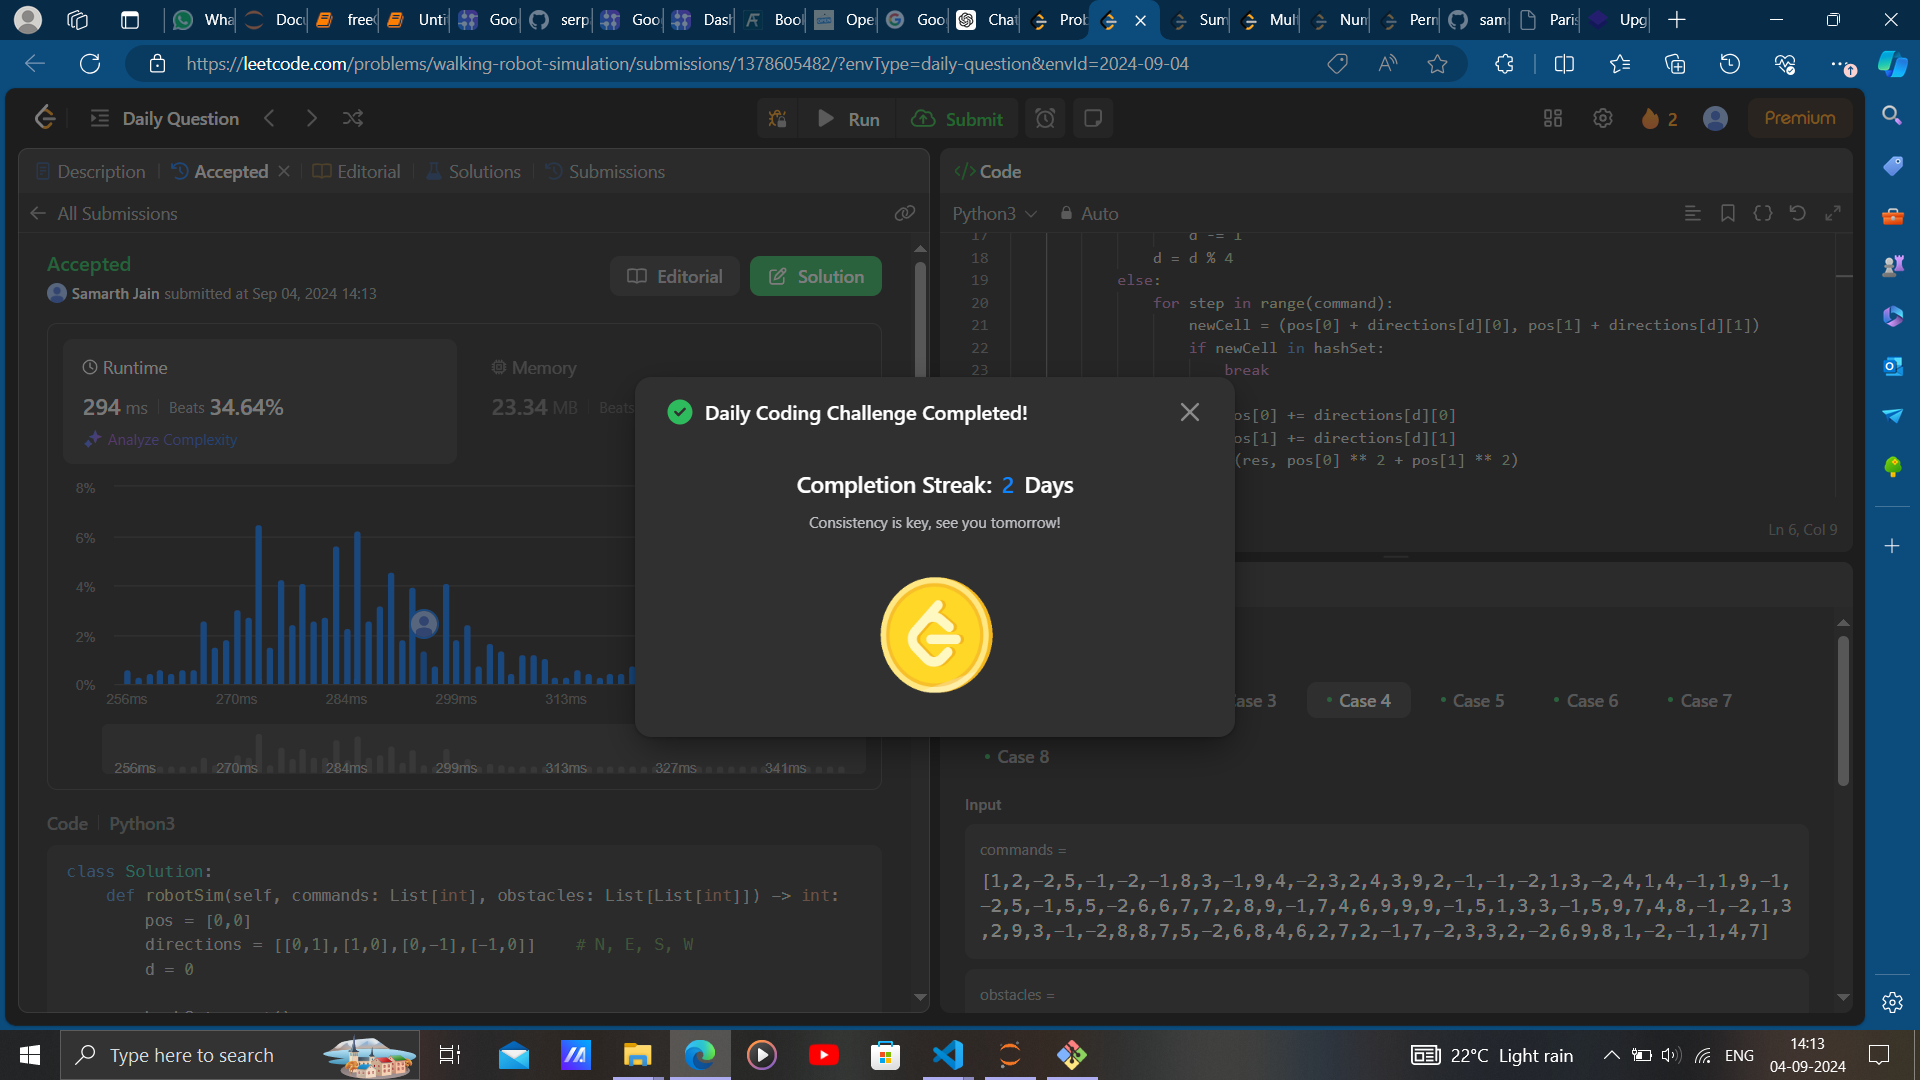 Wha
Docu
free
Unti
Goo
serp
Goo
Dash
Bool
Ope
Goo
Chat
Prob
Sum
Mult
Num
Perm
sam
Paris
Upg
https://leetcode.com/problems/walking-robot-simulation/submissions/1378605482/?envType=daily-question&envId=2024-09-04
Daily Question
Run
Submit
2
Premium
Description
Accepted
Editorial
Solutions
Submissions
All Submissions
Accepted
Samarth Jain submitted at Sep 04, 2024 14:13
Editorial
Solution
Runtime
294 ms
Beats 34.64%
Analyze Complexity
Memory
23.34 MB
Beats
8%
6%
4%
2%
0%
256ms 270ms 284ms 299ms 313ms
256ms 270ms 284ms 299ms 313ms 327ms 341ms
Code
Python3
class Solution:
def robotSim(self, commands: List[int], obstacles: List[List[int]]) -> int:
pos = [0,0]
directions = [[0,1],[1,0],[0,-1],[-1,0]] # N, E, S, W
d = 0
</> Code
Python3
Auto
17 d -= 1
18 d = d % 4
19 else:
20 for step in range(command):
21 newCell = (pos[0] + directions[d][0], pos[1] + directions[d][1])
22 if newCell in hashSet:
23 break
os[0] += directions[d][0]
os[1] += directions[d][1]
(res, pos[0] ** 2 + pos[1] ** 2)
Ln 6, Col 9
Daily Coding Challenge Completed!
Completion Streak: 2 Days
Consistency is key, see you tomorrow!
ase 3
Case 4
Case 5
Case 6
Case 7
Case 8
Input
commands =
[1,2,-2,5,-1,-2,-1,8,3,-1,9,4,-2,3,2,4,3,9,2,-1,-1,-2,1,3,-2,4,1,4,-1,1,9,-1,
-2,5,-1,5,5,-2,6,6,7,7,2,8,9,-1,7,4,6,9,9,9,-1,5,1,3,3,-1,5,9,7,4,8,-1,-2,1,3
,2,9,3,-1,-2,8,8,7,5,-2,6,8,4,6,2,7,2,-1,7,-2,3,3,2,-2,6,9,8,1,-2,-1,1,4,7]
obstacles =
Type here to search
22°C Light rain
ENG
14:13
04-09-2024